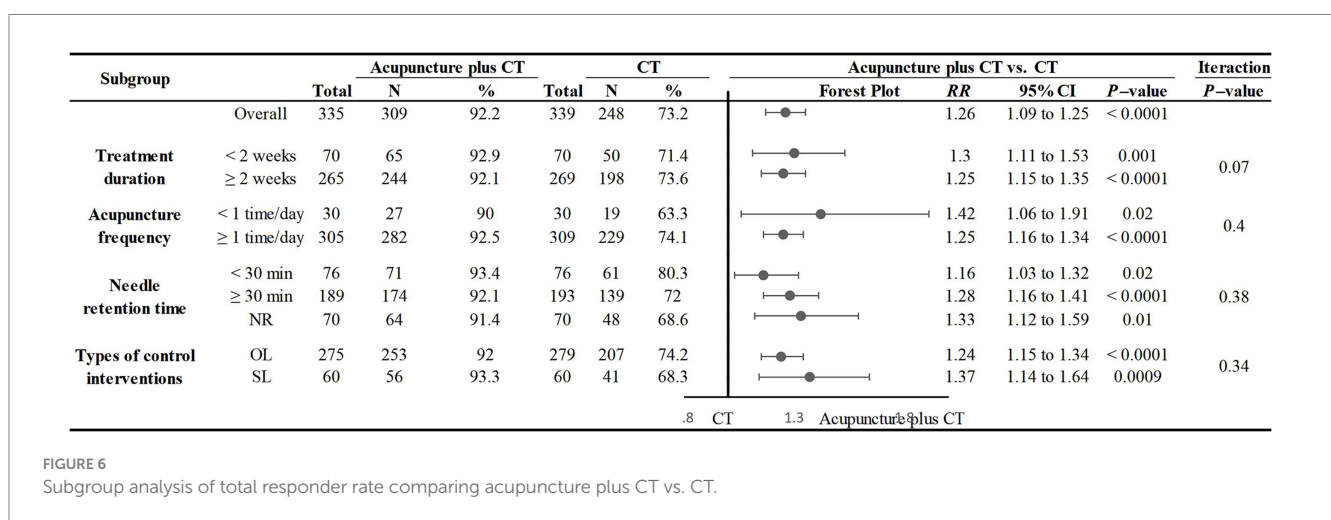 Subgroup Acupuncture plus CT CT Acupuncture plus CT vs. CT Iteraction
Total N % Total N % Forest Plot RR 95% CI P−value P−value
Overall 335 309 92.2 339 248 73.2 1.26 1.09 to 1.25 < 0.0001
Treatment duration < 2 weeks 70 65 92.9 70 50 71.4 1.3 1.11 to 1.53 0.001 0.07
≥ 2 weeks 265 244 92.1 269 198 73.6 1.25 1.15 to 1.35 < 0.0001
Acupuncture frequency < 1 time/day 30 27 90 30 19 63.3 1.42 1.06 to 1.91 0.02 0.4
≥ 1 time/day 305 282 92.5 309 229 74.1 1.25 1.16 to 1.34 < 0.0001
Needle retention time < 30 min 76 71 93.4 76 61 80.3 1.16 1.03 to 1.32 0.02
≥ 30 min 189 174 92.1 193 139 72 1.28 1.16 to 1.41 < 0.0001 0.38
NR 70 64 91.4 70 48 68.6 1.33 1.12 to 1.59 0.01
Types of control interventions OL 275 253 92 279 207 74.2 1.24 1.15 to 1.34 < 0.0001 0.34
SL 60 56 93.3 60 41 68.3 1.37 1.14 to 1.64 0.0009
.8 CT 1.3 Acupuncture plus CT 1.8
FIGURE 6
Subgroup analysis of total responder rate comparing acupuncture plus CT vs. CT.